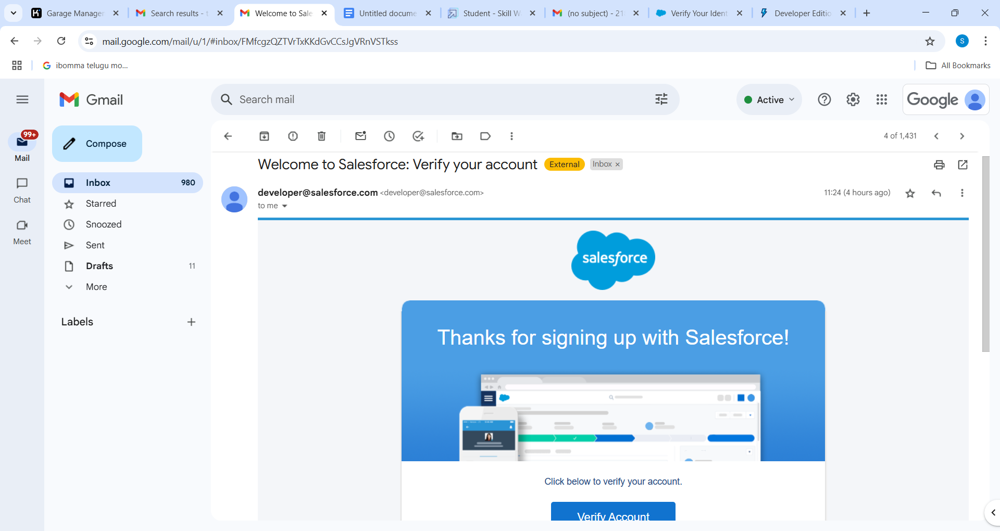 Garage Manager
Search results - t
Welcome to Sale
Untitled docume
Student - Skill W
(no subject) - 21
Verify Your Ident
Developer Editio
mail.google.com/mail/u/1/#inbox/FMfcgzQZTVrTxKKdGvCCsJgVRnVSTkss
S
ibomma telugu mo...
All Bookmarks
Gmail
Search mail
Active
Google
99+
Mail
Chat
Meet
Compose
Inbox 980
Starred
Snoozed
Sent
Drafts 11
More
Labels
4 of 1,431
Welcome to Salesforce: Verify your account External Inbox
developer@salesforce.com <developer@salesforce.com>
11:24 (4 hours ago)
to me
salesforce
Thanks for signing up with Salesforce!
Click below to verify your account.
Verify Account